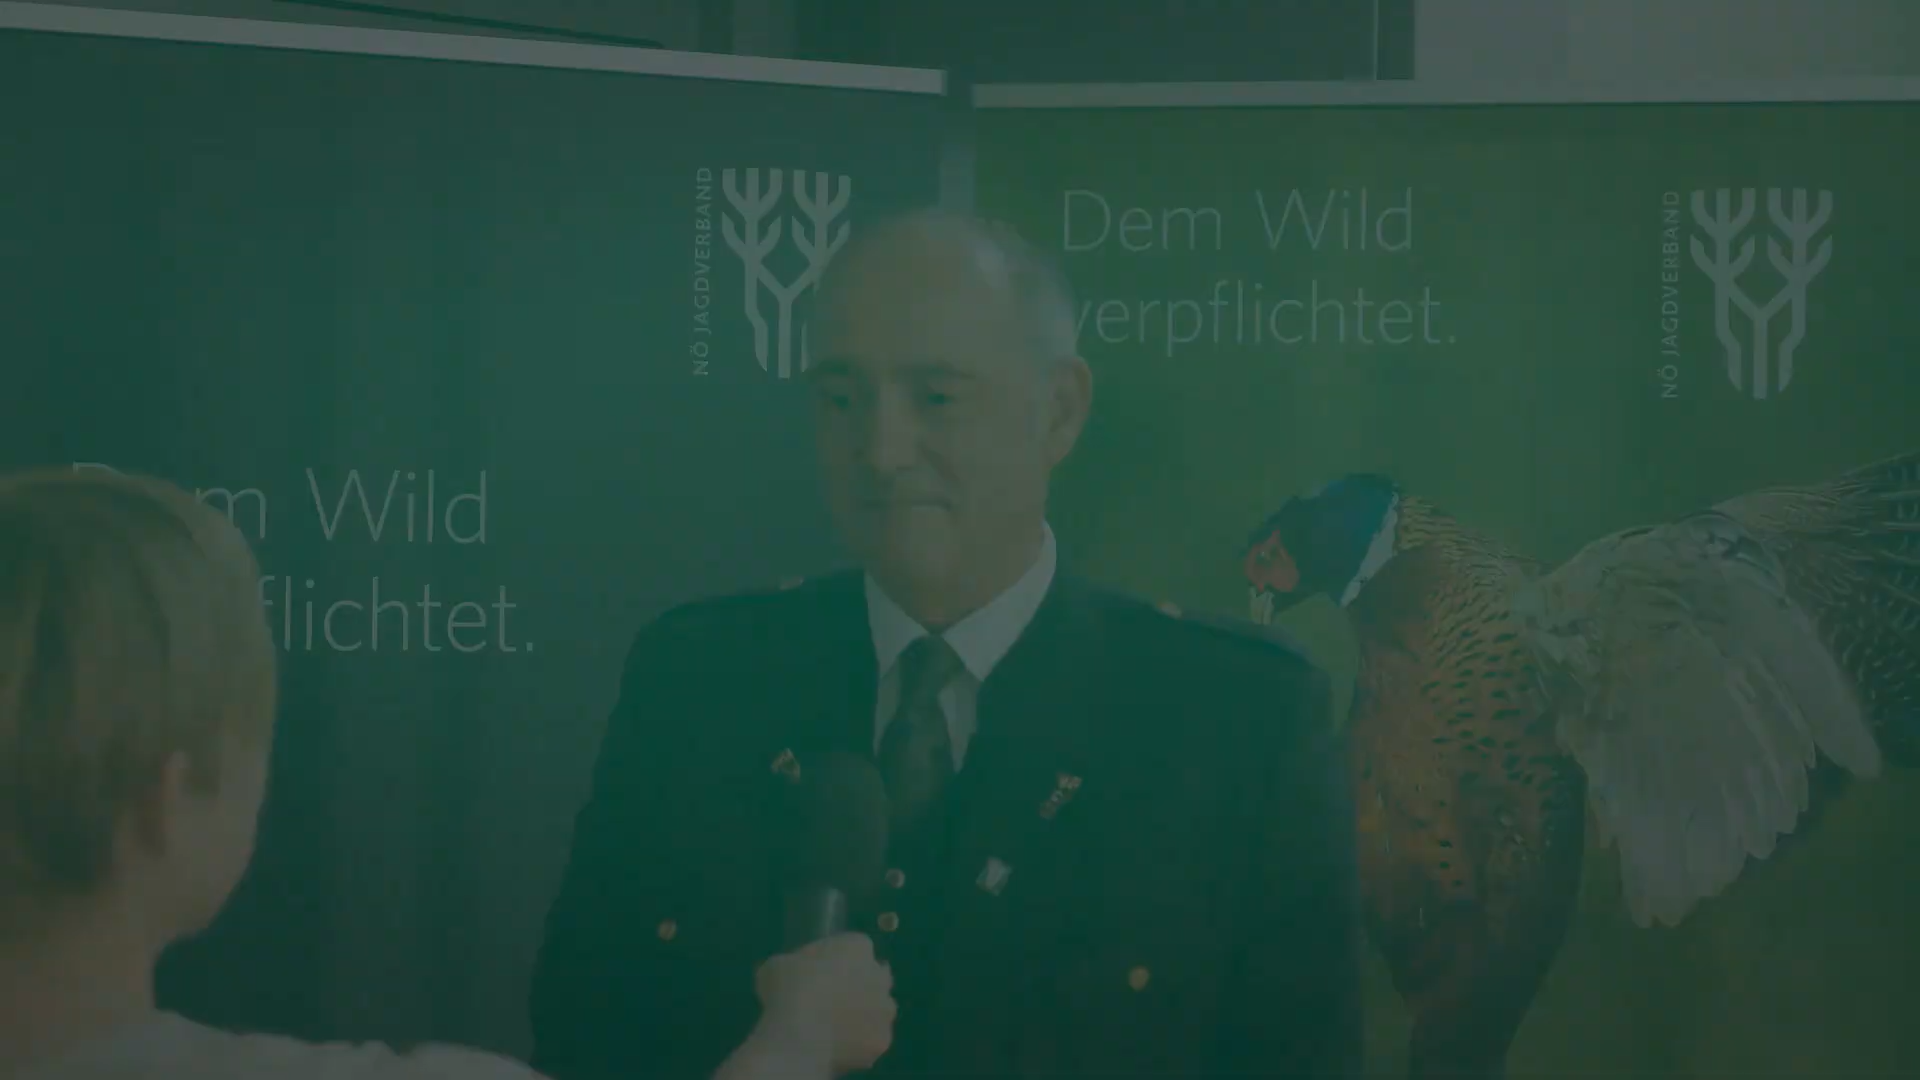 NÖ JAGDVERBAND
m Wild
flichtet.
Dem Wild
verpflichtet.
NÖ JAGDVERBAND